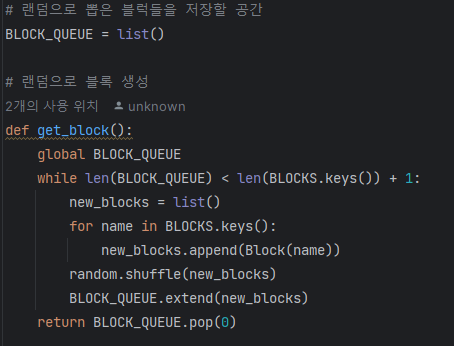 # 랜덤으로 뽑은 블럭들을 저장할 공간
BLOCK_QUEUE = list()
# 랜덤으로 블록 생성
2개의 사용 위치 unknown
def get_block():
    global BLOCK_QUEUE
    while len(BLOCK_QUEUE) < len(BLOCKS.keys()) + 1:
        new_blocks = list()
        for name in BLOCKS.keys():
            new_blocks.append(Block(name))
        random.shuffle(new_blocks)
        BLOCK_QUEUE.extend(new_blocks)
    return BLOCK_QUEUE.pop(0)